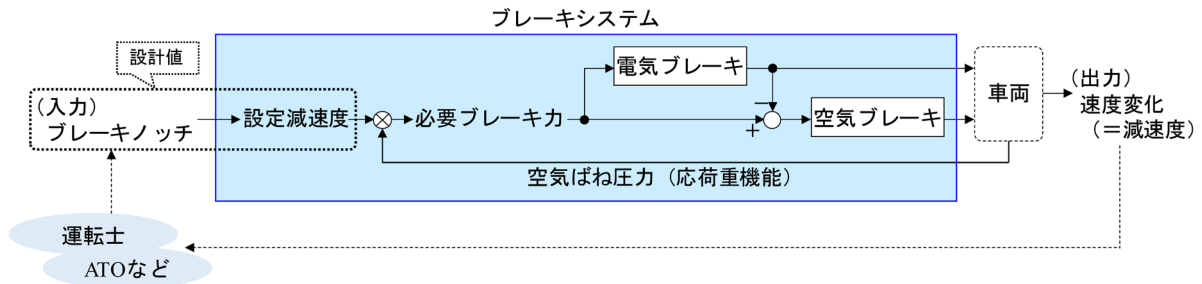 ブレーキシステム
設計値
（入力）
ブレーキノッチ
設定減速度
必要ブレーキ力
電気ブレーキ
−
+
空気ブレーキ
空気ばね圧力（応荷重機能）
車両
（出力）
速度変化
（＝減速度）
運転士
ATOなど